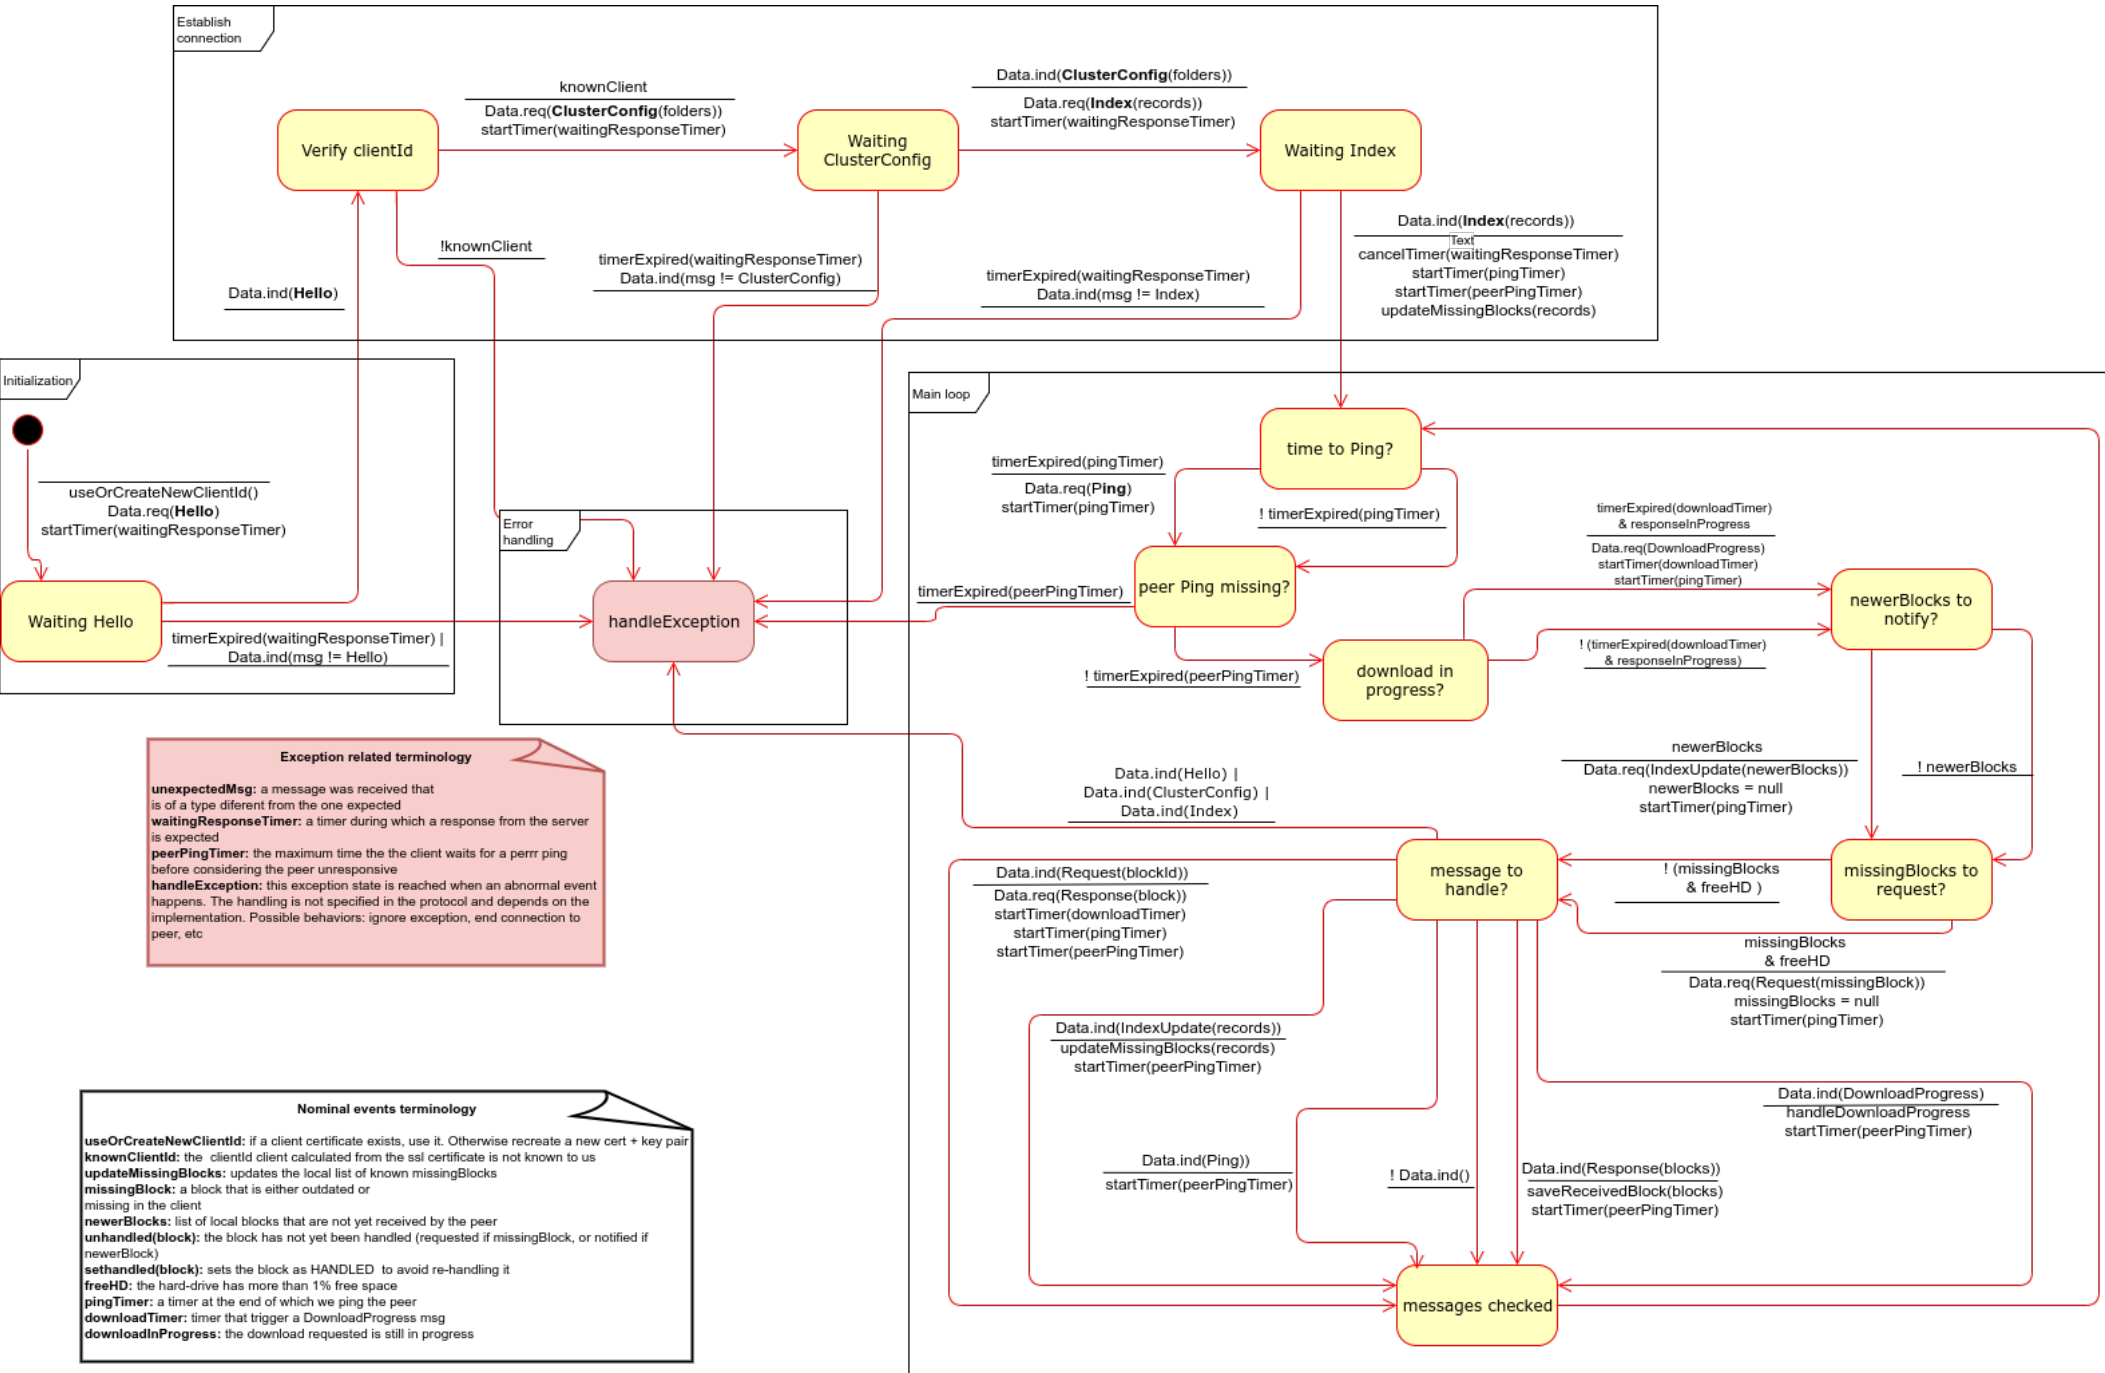 Establish
connection
knownClient
Data.req(ClusterConfig(folders))
startTimer(waitingResponseTimer)
Data.ind(ClusterConfig(folders))
Data.req(Index(records))
startTimer(waitingResponseTimer)
Verify clientId
Waiting
ClusterConfig
Waiting Index
Data.ind(Index(records))
Text
cancelTimer(waitingResponseTimer)
startTimer(pingTimer)
startTimer(peerPingTimer)
updateMissingBlocks(records)
!knownClient
timerExpired(waitingResponseTimer)
Data.ind(msg != ClusterConfig)
timerExpired(waitingResponseTimer)
Data.ind(msg != Index)
Data.ind(Hello)
Initialization
useOrCreateNewClientId()
Data.req(Hello)
startTimer(waitingResponseTimer)
Waiting Hello
timerExpired(waitingResponseTimer) |
Data.ind(msg != Hello)
Error
handling
handleException
Main loop
time to Ping?
timerExpired(pingTimer)
Data.req(Ping)
startTimer(pingTimer)
! timerExpired(pingTimer)
peer Ping missing?
timerExpired(peerPingTimer)
! timerExpired(peerPingTimer)
download in
progress?
timerExpired(downloadTimer)
& responseInProgress
Data.req(DownloadProgress)
startTimer(downloadTimer)
startTimer(pingTimer)
! (timerExpired(downloadTimer)
& responseInProgress)
newerBlocks to
notify?
newerBlocks
Data.req(IndexUpdate(newerBlocks))
newerBlocks = null
startTimer(pingTimer)
! newerBlocks
missingBlocks to
request?
! (missingBlocks
& freeHD )
missingBlocks
& freeHD
Data.req(Request(missingBlock))
missingBlocks = null
startTimer(pingTimer)
message to
handle?
Data.ind(Hello) |
Data.ind(ClusterConfig) |
Data.ind(Index)
Data.ind(Request(blockId))
Data.req(Response(block))
startTimer(downloadTimer)
startTimer(pingTimer)
startTimer(peerPingTimer)
Data.ind(IndexUpdate(records))
updateMissingBlocks(records)
startTimer(peerPingTimer)
Data.ind(Ping))
startTimer(peerPingTimer)
! Data.ind()
Data.ind(Response(blocks))
saveReceivedBlock(blocks)
startTimer(peerPingTimer)
Data.ind(DownloadProgress)
handleDownloadProgress
startTimer(peerPingTimer)
messages checked
Exception related terminology
unexpectedMsg: a message was received that
is of a type diferent from the one expected
waitingResponseTimer: a timer during which a response from the server
is expected
peerPingTimer: the maximum time the the client waits for a perrr ping
before considering the peer unresponsive
handleException: this exception state is reached when an abnormal event
happens. The handling is not specified in the protocol and depends on the
implementation. Possible behaviors: ignore exception, end connection to
peer, etc
Nominal events terminology
useOrCreateNewClientId: if a client certificate exists, use it. Otherwise recreate a new cert + key pair
knownClientId: the  clientId client calculated from the ssl certificate is not known to us
updateMissingBlocks: updates the local list of known missingBlocks
missingBlock: a block that is either outdated or
missing in the client
newerBlocks: list of local blocks that are not yet received by the peer
unhandled(block): the block has not yet been handled (requested if missingBlock, or notified if
newerBlock)
sethandled(block): sets the block as HANDLED  to avoid re-handling it
freeHD: the hard-drive has more than 1% free space
pingTimer: a timer at the end of which we ping the peer
downloadTimer: timer that trigger a DownloadProgress msg
downloadInProgress: the download requested is still in progress